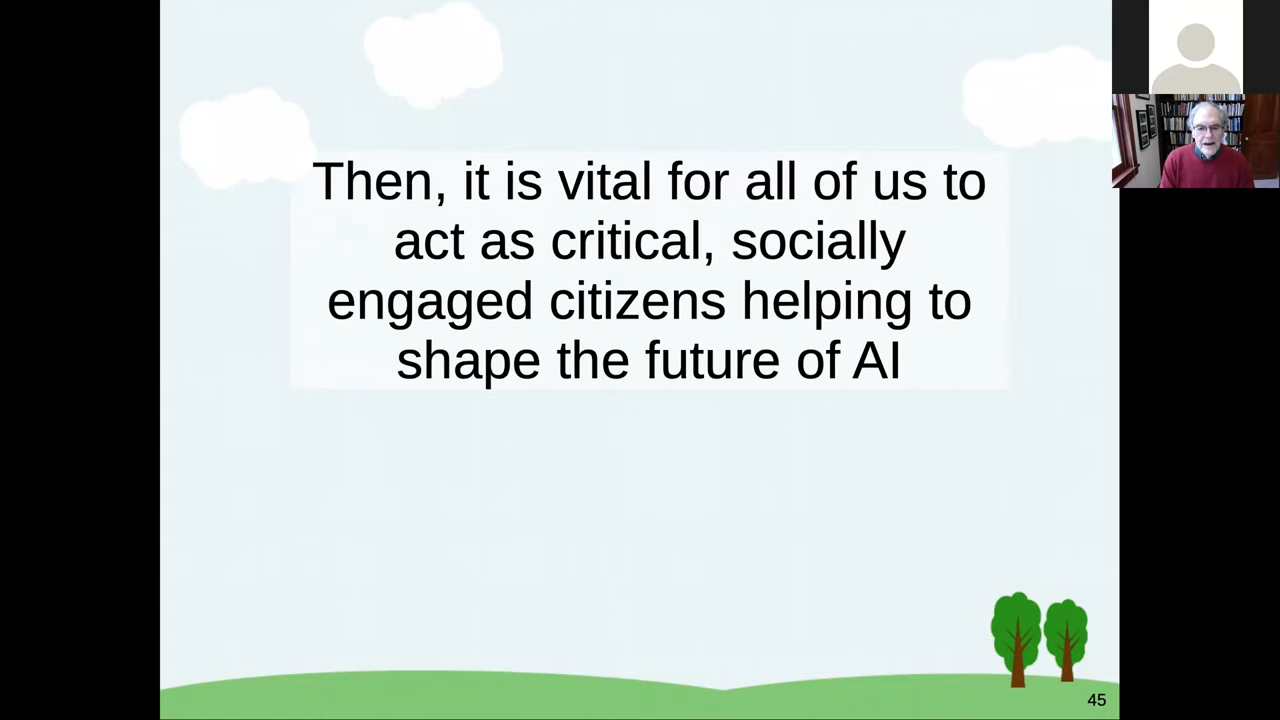 Then, it is vital for all of us to
act as critical, socially
engaged citizens helping to
shape the future of AI
45